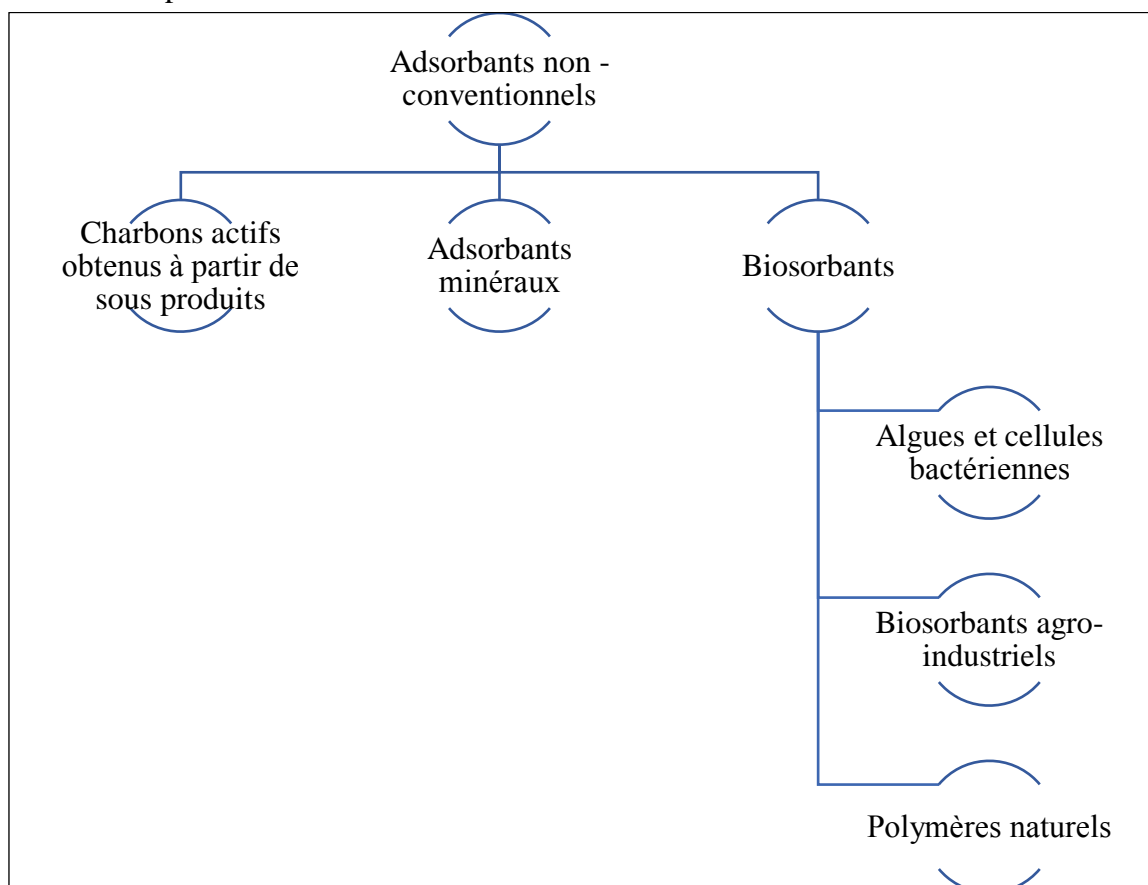 Adsorbants non -
conventionnels
Charbons actifs
obtenus à partir de
sous produits
Adsorbants
minéraux
Biosorbants
Algues et cellules
bactériennes
Biosorbants agro-
industriels
Polymères naturels